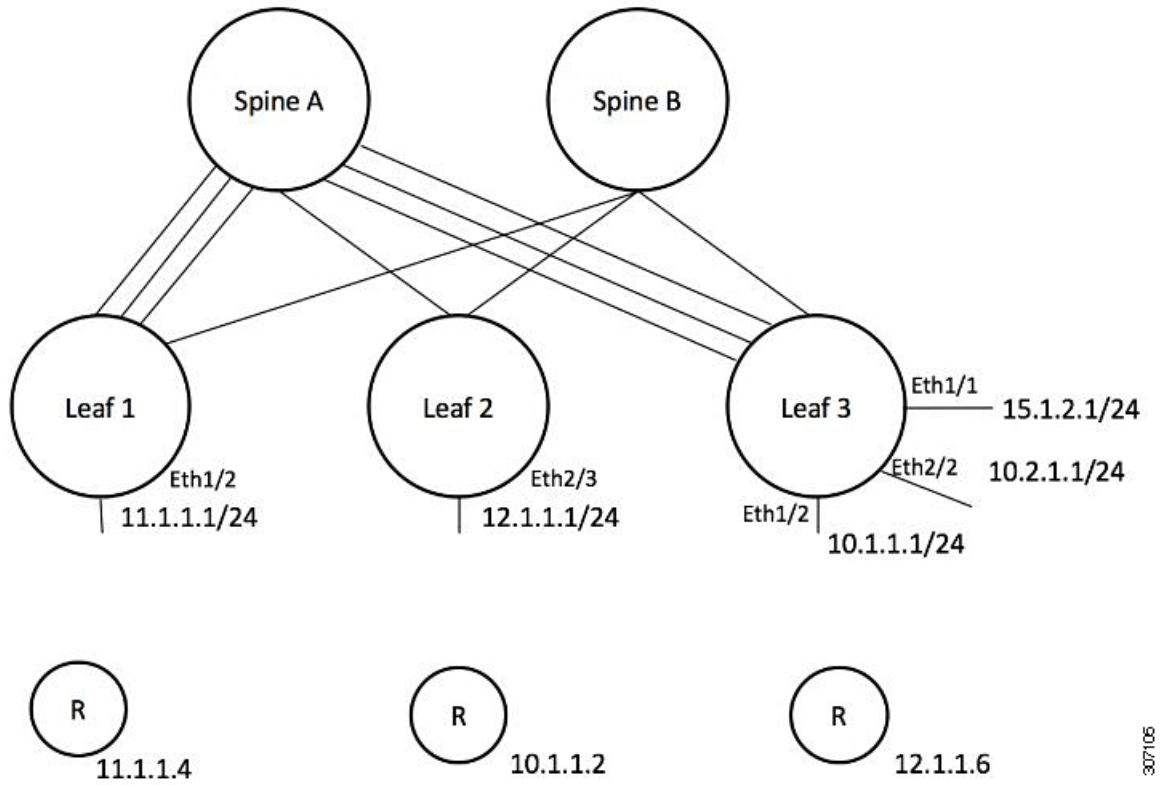 Spine A
Spine B
Leaf 1
Leaf 2
Leaf 3
Eth1/1
15.1.2.1/24
Eth2/2
10.2.1.1/24
Eth1/2
11.1.1.1/24
Eth2/3
12.1.1.1/24
Eth1/2
10.1.1.1/24
R
11.1.1.4
R
10.1.1.2
R
12.1.1.6
307105